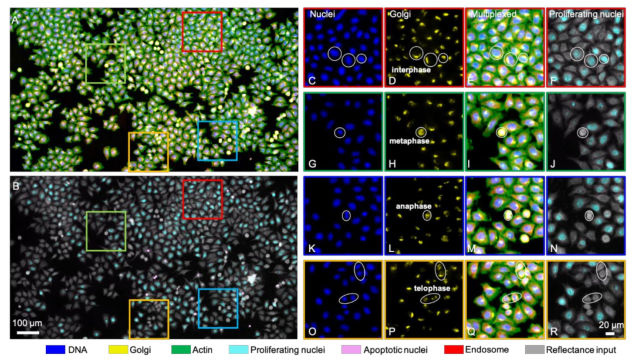 A
B
100 µm
Nuclei
Golgi
Multiplexed
Proliferating nuclei
interphase
C
D
E
F
metaphase
G
H
I
J
anaphase
K
L
M
N
telophase
O
P
Q
R
20 µm
DNA
Golgi
Actin
Proliferating nuclei
Apoptotic nuclei
Endosome
Reflectance input